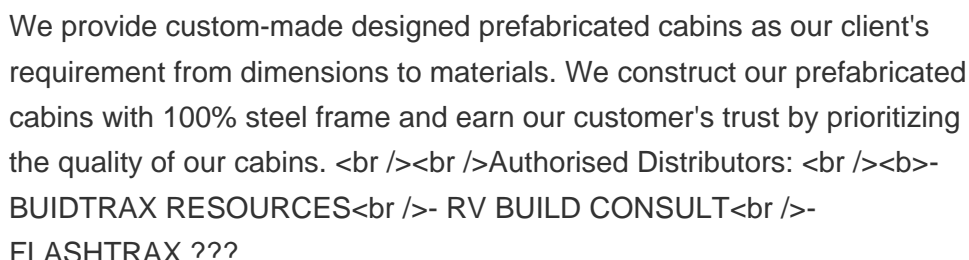 We provide custom-made designed prefabricated cabins as our client's
requirement from dimensions to materials. We construct our prefabricated
cabins with 100% steel frame and earn our customer's trust by prioritizing
the quality of our cabins. <br /><br />Authorised Distributors: <br /><b>-
BUIDTRAX RESOURCES<br />- RV BUILD CONSULT<br />-
FLASHTRAX ???